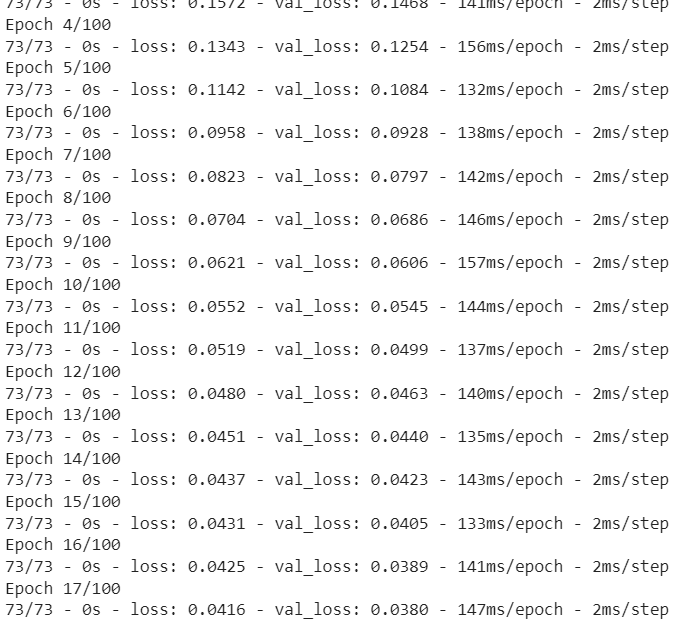 73/73 - 0s - loss: 0.1572 - val_loss: 0.1468 - 141ms/epoch - 2ms/step
Epoch 4/100
73/73 - 0s - loss: 0.1343 - val_loss: 0.1254 - 156ms/epoch - 2ms/step
Epoch 5/100
73/73 - 0s - loss: 0.1142 - val_loss: 0.1084 - 132ms/epoch - 2ms/step
Epoch 6/100
73/73 - 0s - loss: 0.0958 - val_loss: 0.0928 - 138ms/epoch - 2ms/step
Epoch 7/100
73/73 - 0s - loss: 0.0823 - val_loss: 0.0797 - 142ms/epoch - 2ms/step
Epoch 8/100
73/73 - 0s - loss: 0.0704 - val_loss: 0.0686 - 146ms/epoch - 2ms/step
Epoch 9/100
73/73 - 0s - loss: 0.0621 - val_loss: 0.0606 - 157ms/epoch - 2ms/step
Epoch 10/100
73/73 - 0s - loss: 0.0552 - val_loss: 0.0545 - 144ms/epoch - 2ms/step
Epoch 11/100
73/73 - 0s - loss: 0.0519 - val_loss: 0.0499 - 137ms/epoch - 2ms/step
Epoch 12/100
73/73 - 0s - loss: 0.0480 - val_loss: 0.0463 - 140ms/epoch - 2ms/step
Epoch 13/100
73/73 - 0s - loss: 0.0451 - val_loss: 0.0440 - 135ms/epoch - 2ms/step
Epoch 14/100
73/73 - 0s - loss: 0.0437 - val_loss: 0.0423 - 143ms/epoch - 2ms/step
Epoch 15/100
73/73 - 0s - loss: 0.0431 - val_loss: 0.0405 - 133ms/epoch - 2ms/step
Epoch 16/100
73/73 - 0s - loss: 0.0425 - val_loss: 0.0389 - 141ms/epoch - 2ms/step
Epoch 17/100
73/73 - 0s - loss: 0.0416 - val_loss: 0.0380 - 147ms/epoch - 2ms/step